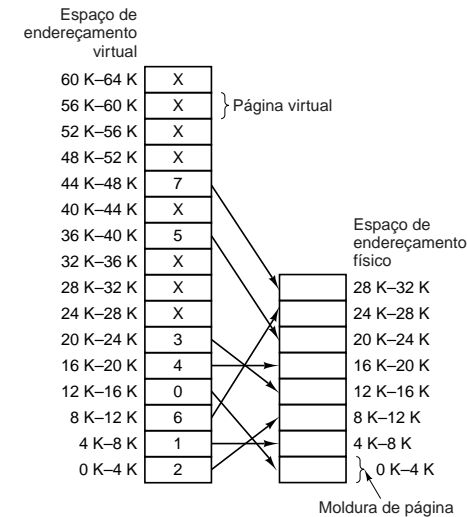 Espaço de
endereçamento
virtual
60 K–64 K X
56 K–60 K X Página virtual
52 K–56 K X
48 K–52 K X
44 K–48 K 7
40 K–44 K X
36 K–40 K 5
32 K–36 K X
28 K–32 K X
24 K–28 K X
20 K–24 K 3
16 K–20 K 4
12 K–16 K 0
8 K–12 K 6
4 K–8 K 1
0 K–4 K 2
Espaço de
endereçamento
físico
28 K–32 K
24 K–28 K
20 K–24 K
16 K–20 K
12 K–16 K
8 K–12 K
4 K–8 K
0 K–4 K
Moldura de página